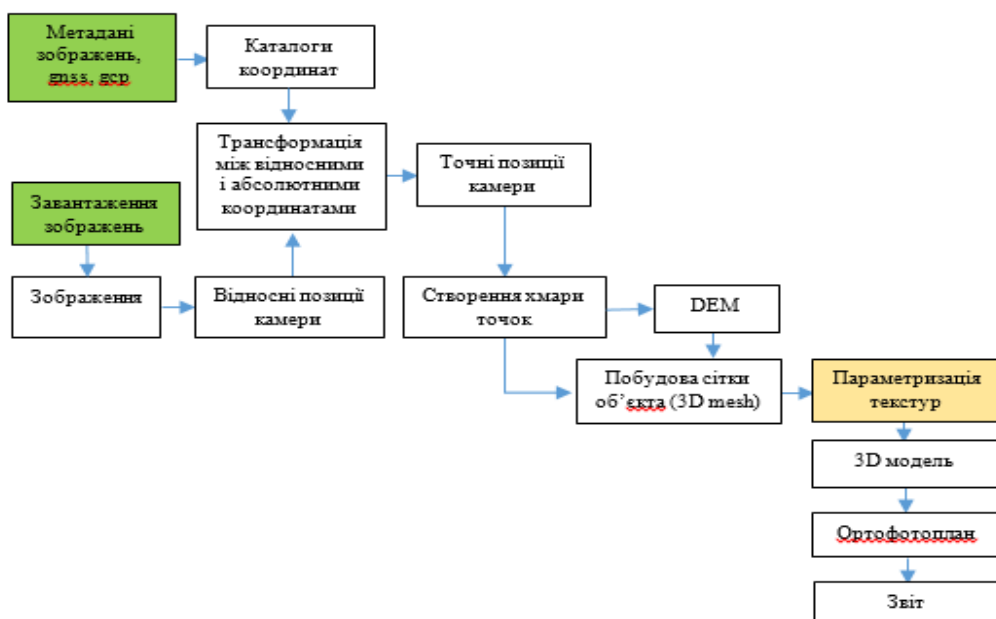 Метадані
зображень,
gnss, gcp
Каталоги
координат
Трансформація
між відносними
і абсолютними
координатами
Точні позиції
камери
Завантаження
зображень
Зображення
Відносні позиції
камери
Створення хмари
точок
DEM
Побудова сітки
об’єкта (3D mesh)
Параметризація
текстур
3D модель
Ортофотоплан
Звіт